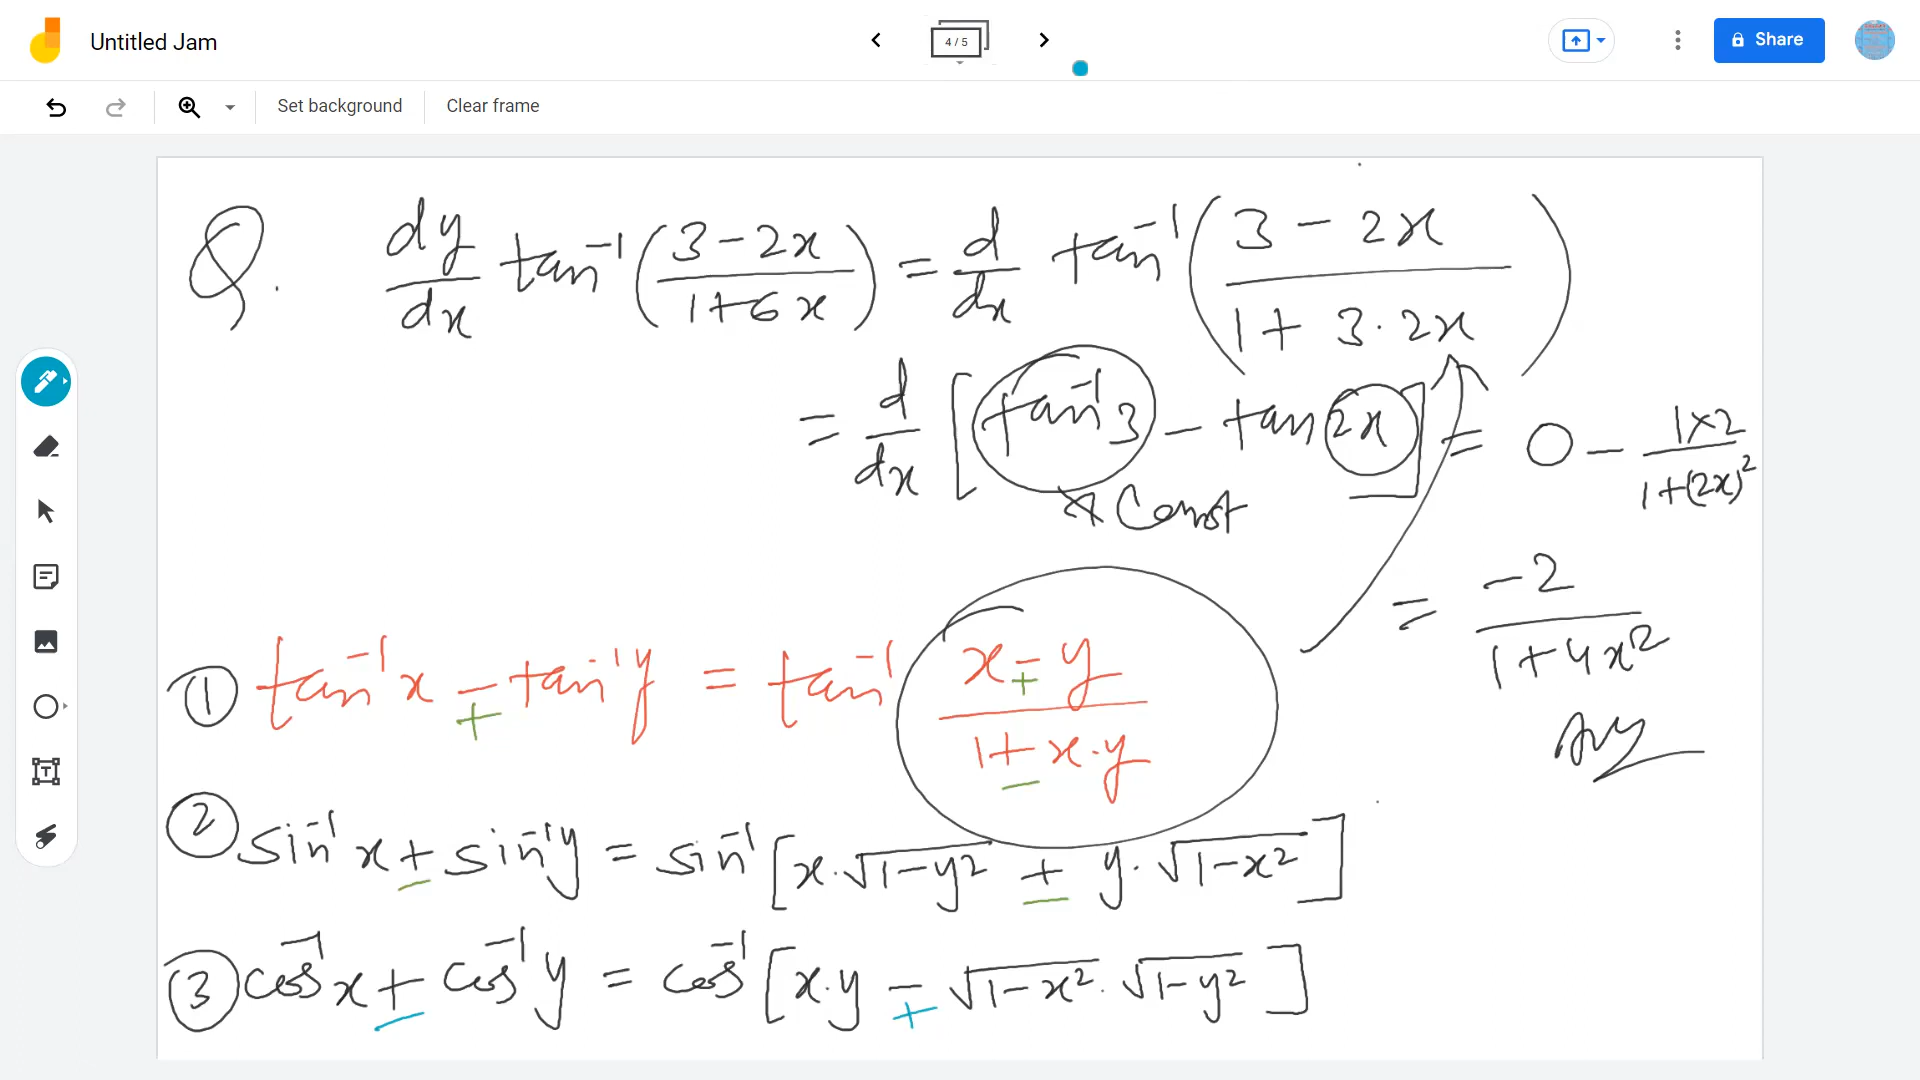 Untitled Jam
4 / 5
Share
Set background
Clear frame
Q. dy/dx tan⁻¹((3-2x)/(1+6x)) = d/dx tan⁻¹((3-2x)/(1+3·2x))
= d/dx [tan⁻¹3 - tan 2x] = 0 - (1×2)/(1+(2x)²)
Const
= -2/(1+4x²)
① tan⁻¹x -+ tan⁻¹y = tan⁻¹ (x -+ y)/(1 +- x·y)
② sin⁻¹x ± sin⁻¹y = sin⁻¹[x·√1-y² ± y·√1-x²]
③ cos⁻¹x ± cos⁻¹y = cos⁻¹[x·y -+ √1-x²·√1-y²]